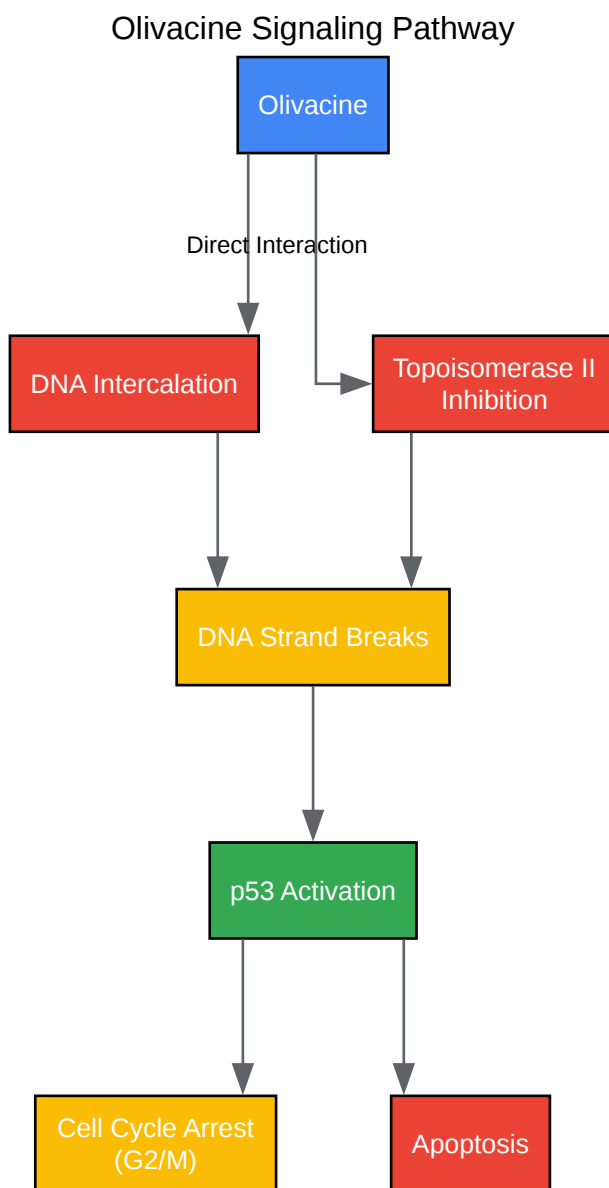 Olivacine Signaling Pathway
Olivacine
Direct Interaction
DNA Intercalation
Topoisomerase II
Inhibition
DNA Strand Breaks
p53 Activation
Cell Cycle Arrest
(G2/M)
Apoptosis